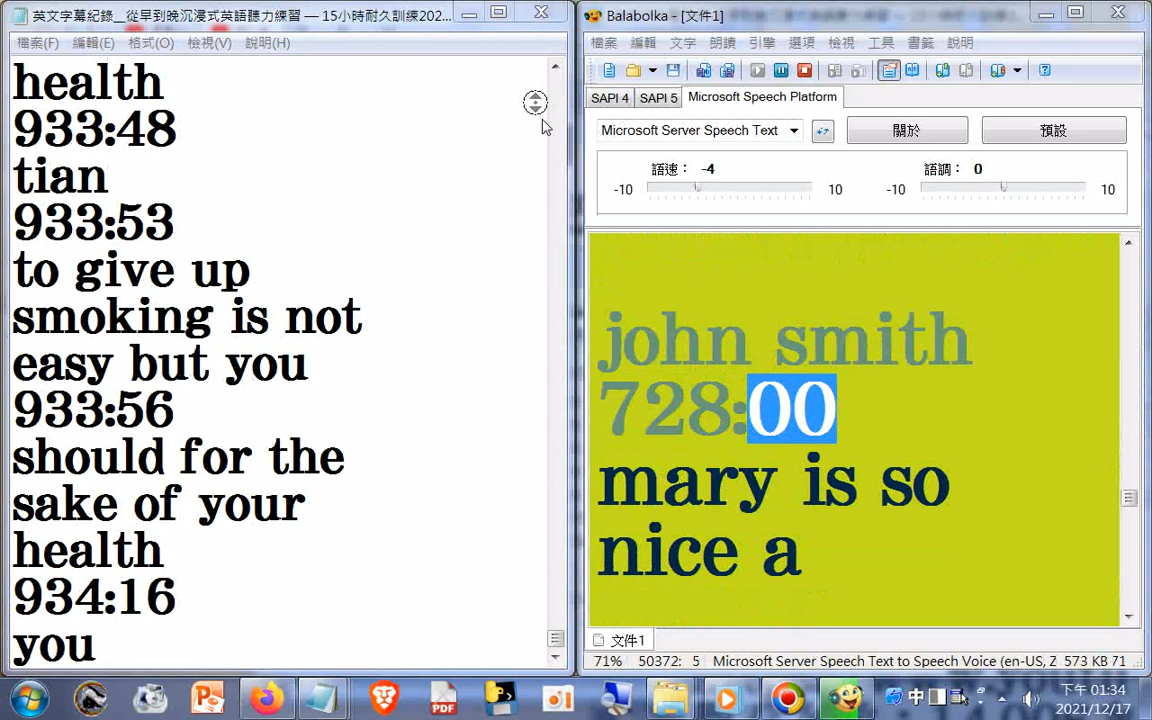 英文字幕紀錄__從早到晚沉浸式英語聽力練習 — 15小時耐久訓練202...
檔案(F) 編輯(E) 格式(O) 檢視(V) 說明(H)
health
933:48
tian
933:53
to give up
smoking is not
easy but you
933:56
should for the
sake of your
health
934:16
you
Balabolka - [文件1]
檔案 編輯 文字 朗讀 引擎 選項 檢視 工具 書籤 說明
SAPI 4 SAPI 5 Microsoft Speech Platform
Microsoft Server Speech Text 關於 預設
語速： -4 語調： 0
-10 10 -10 10
john smith
728:00
mary is so
nice a
文件1
71% 50372: 5 Microsoft Server Speech Text to Speech Voice (en-US, Z 573 KB 71
PDF 中 下午 01:34
2021/12/17